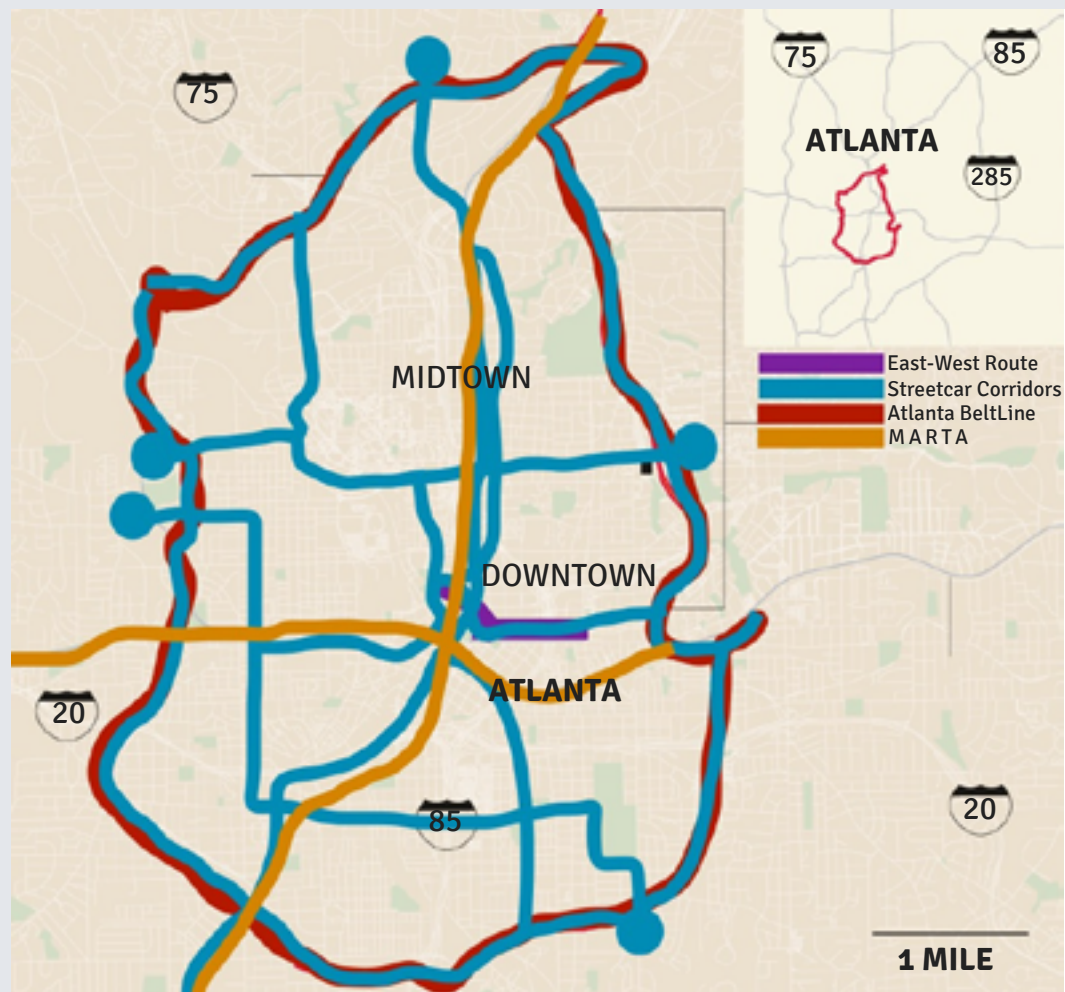 75
75
85
ATLANTA
285
East-West Route
Streetcar Corridors
Atlanta BeltLine
MARTA
MIDTOWN
DOWNTOWN
ATLANTA
20
85
20
1 MILE